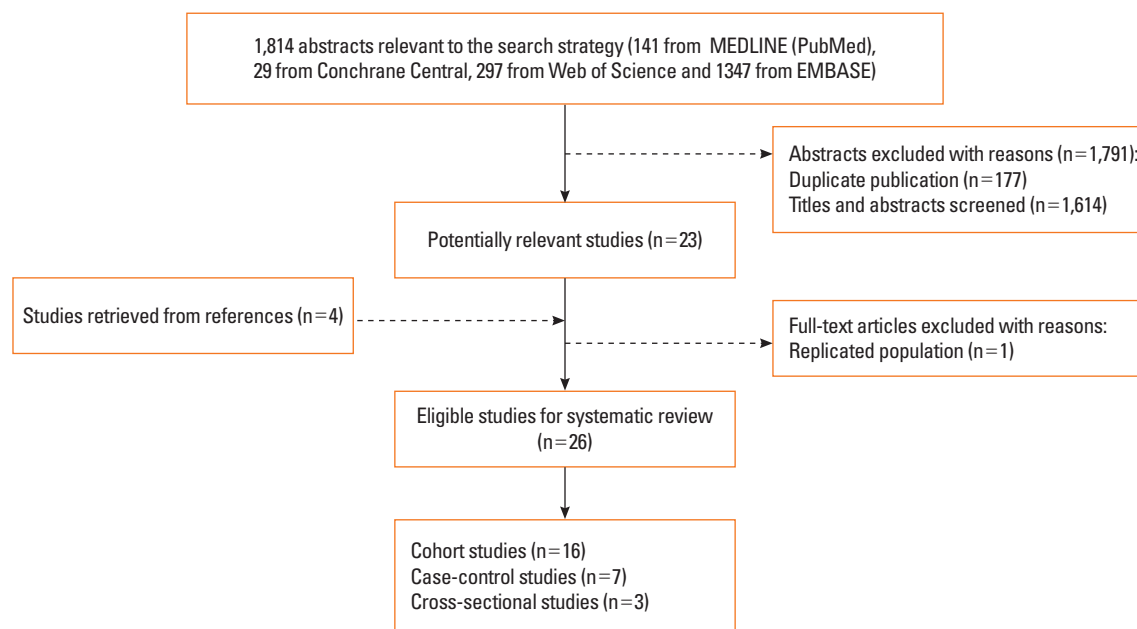 1,814 abstracts relevant to the search strategy (141 from MEDLINE (PubMed),
29 from Conchrane Central, 297 from Web of Science and 1347 from EMBASE)
Abstracts excluded with reasons (n=1,791):
Duplicate publication (n=177)
Titles and abstracts screened (n=1,614)
Potentially relevant studies (n=23)
Studies retrieved from references (n=4)
Full-text articles excluded with reasons:
Replicated population (n=1)
Eligible studies for systematic review
(n=26)
Cohort studies (n=16)
Case-control studies (n=7)
Cross-sectional studies (n=3)